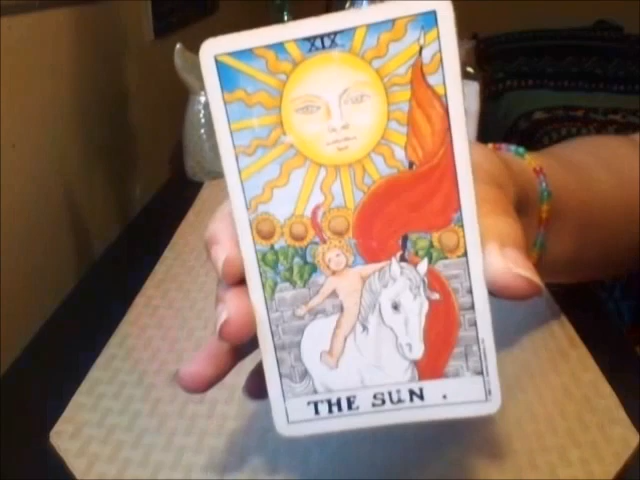 XIX
THE SUN .